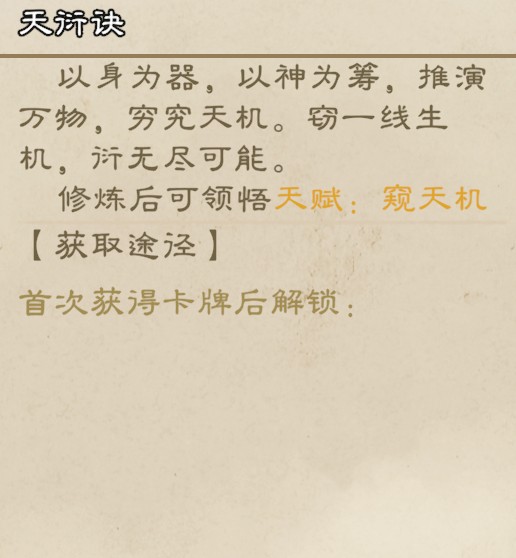 天衍诀
以身为器，以神为筹，推演
万物，穷究天机。窃一线生
机，衍无尽可能。
修炼后可领悟天赋：窥天机
【获取途径】
首次获得卡牌后解锁：